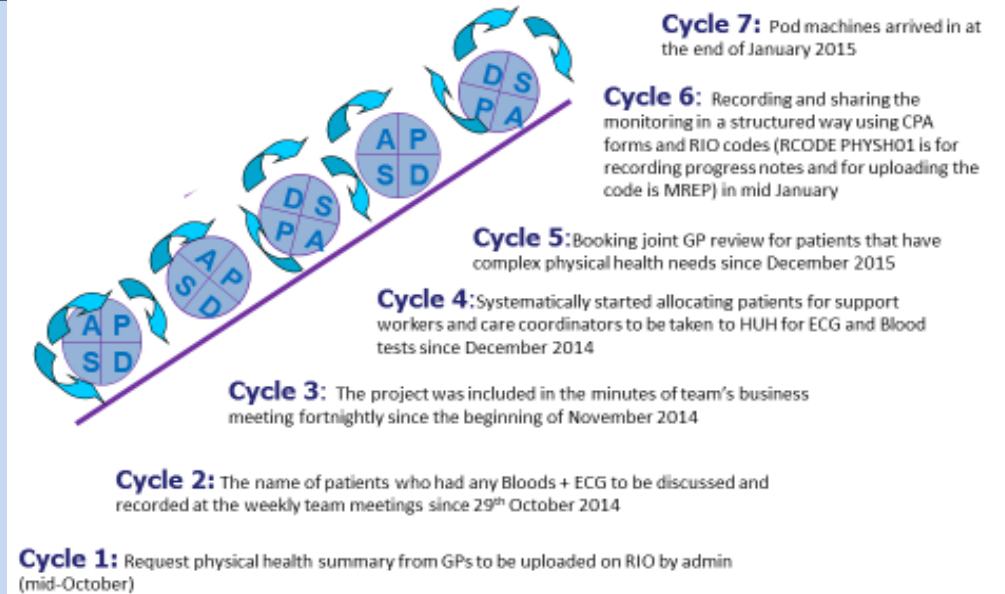 Cycle 7: Pod machines arrived in at
the end of January 2015
Cycle 6: Recording and sharing the
monitoring in a structured way using CPA
forms and RIO codes (RCODE PHYSH01 is for
recording progress notes and for uploading the
code is MREP) in mid January
Cycle 5:Booking joint GP review for patients that have
complex physical health needs since December 2015
Cycle 4:Systematically started allocating patients for support
workers and care coordinators to be taken to HUH for ECG and Blood
tests since December 2014
Cycle 3: The project was included in the minutes of team's business
meeting fortnightly since the beginning of November 2014
Cycle 2: The name of patients who had any Bloods + ECG to be discussed and
recorded at the weekly team meetings since 29th October 2014
Cycle 1: Request physical health summary from GPs to be uploaded on RIO by admin
(mid-October)
D S
P A
A P
S D
D S
P A
A P
S D
A P
S D